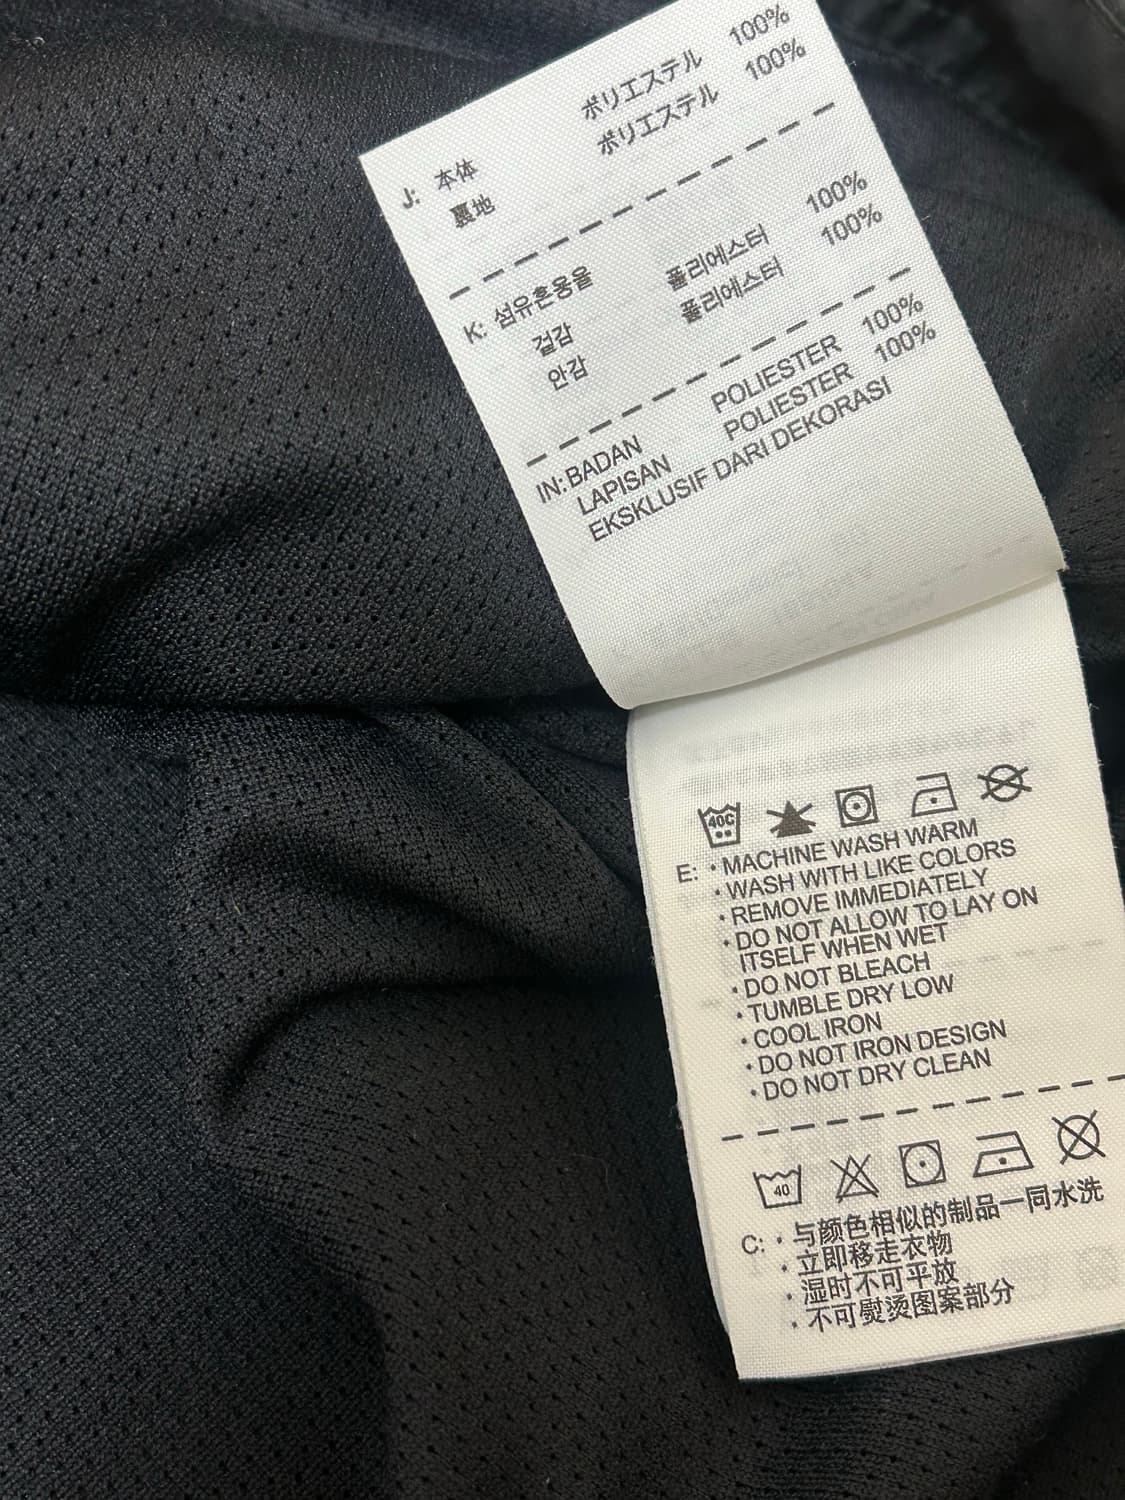 J: 本体 ポリエステル 100%
裏地 ポリエステル 100%
K: 섬유혼용율
겉감 폴리에스터 100%
안감 폴리에스터 100%
IN: BADAN POLIESTER 100%
LAPISAN POLIESTER 100%
EKSKLUSIF DARI DEKORASI
40C
E: • MACHINE WASH WARM
• WASH WITH LIKE COLORS
• REMOVE IMMEDIATELY
• DO NOT ALLOW TO LAY ON
ITSELF WHEN WET
• DO NOT BLEACH
• TUMBLE DRY LOW
• COOL IRON
• DO NOT IRON DESIGN
• DO NOT DRY CLEAN
40
C: • 与颜色相似的制品一同水洗
• 立即移走衣物
• 湿时不可平放
• 不可熨烫图案部分